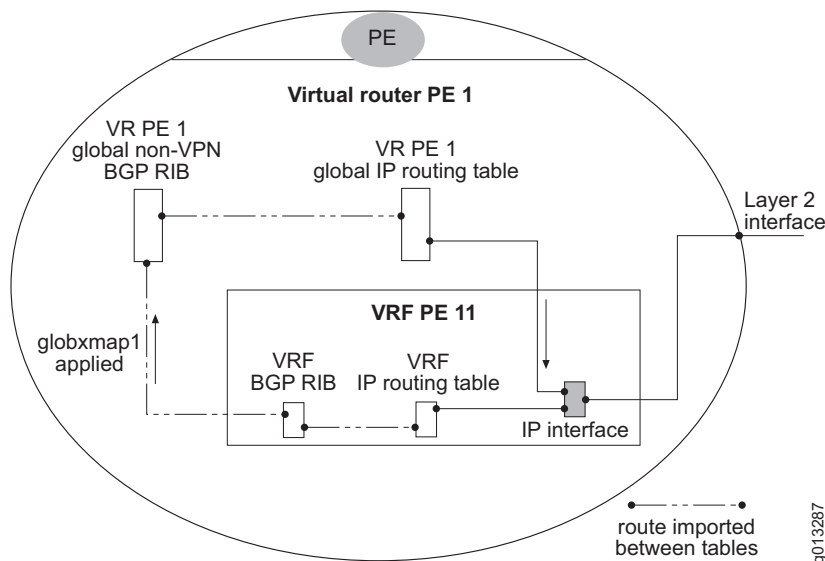 PE
Virtual router PE 1
VR PE 1
global non-VPN
BGP RIB
VR PE 1
global IP routing table
Layer 2
interface
VRF PE 11
globxmap1
applied
VRF
BGP RIB
VRF
IP routing table
IP interface
route imported
between tables
g013287